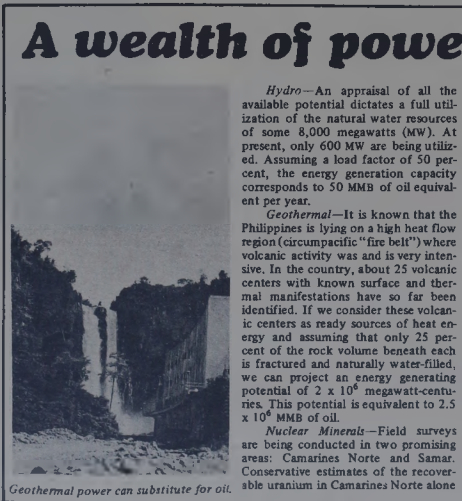 A wealth of powe
Hydro—An appraisal of all the
available potential dictates a full util-
ization of the natural water resources
of some 8,000 megawatts (MW). At
present, only 600 MW are being utiliz-
ed. Assuming a load factor of 50 per-
cent, the energy generation capacity
corresponds to 50 MMB of oil equival-
ent per year.
Geothermal—It is known that the
Philippines is lying on a high heat flow
region (circumpacific "fire belt") where
volcanic activity was and is very inten-
sive. In the country, about 25 volcanic
centers with known surface and ther-
mal manifestations have so far been
identified. If we consider these volcan-
ic centers as ready sources of heat en-
ergy and assuming that only 25 per-
cent of the rock volume beneath each
is fractured and naturally water-filled,
we can project an energy generating
potential of 2 x 10⁶ megawatt-centu-
ries. This potential is equivalent to 2.5
x 10⁶ MMB of oil.
Nuclear Minerals—Field surveys
are being conducted in two promising
areas: Camarines Norte and Samar.
Conservative estimates of the recover-
able uranium in Camarines Norte alone
Geothermal power can substitute for oil.